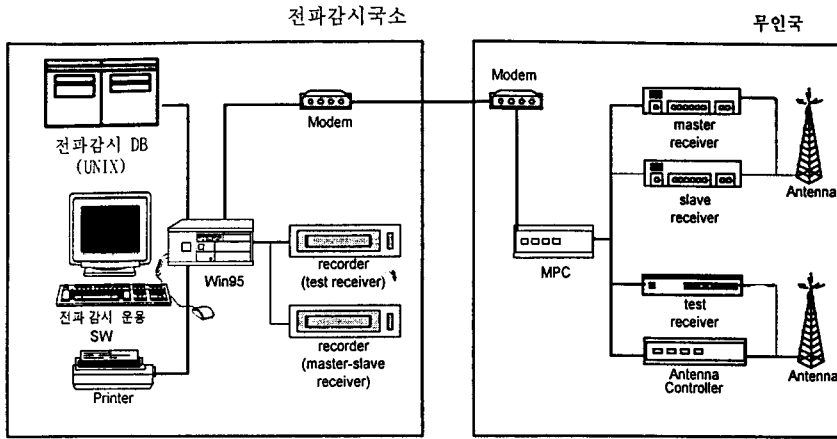 전파감시국소
무인국
전파감시 DB
(UNIX)
전파 감시 운용
SW
Printer
Win95
Modem
recorder
(test receiver)
recorder
(master-slave
receiver)
Modem
MPC
master
receiver
slave
receiver
Antenna
test
receiver
Antenna
Controller
Antenna